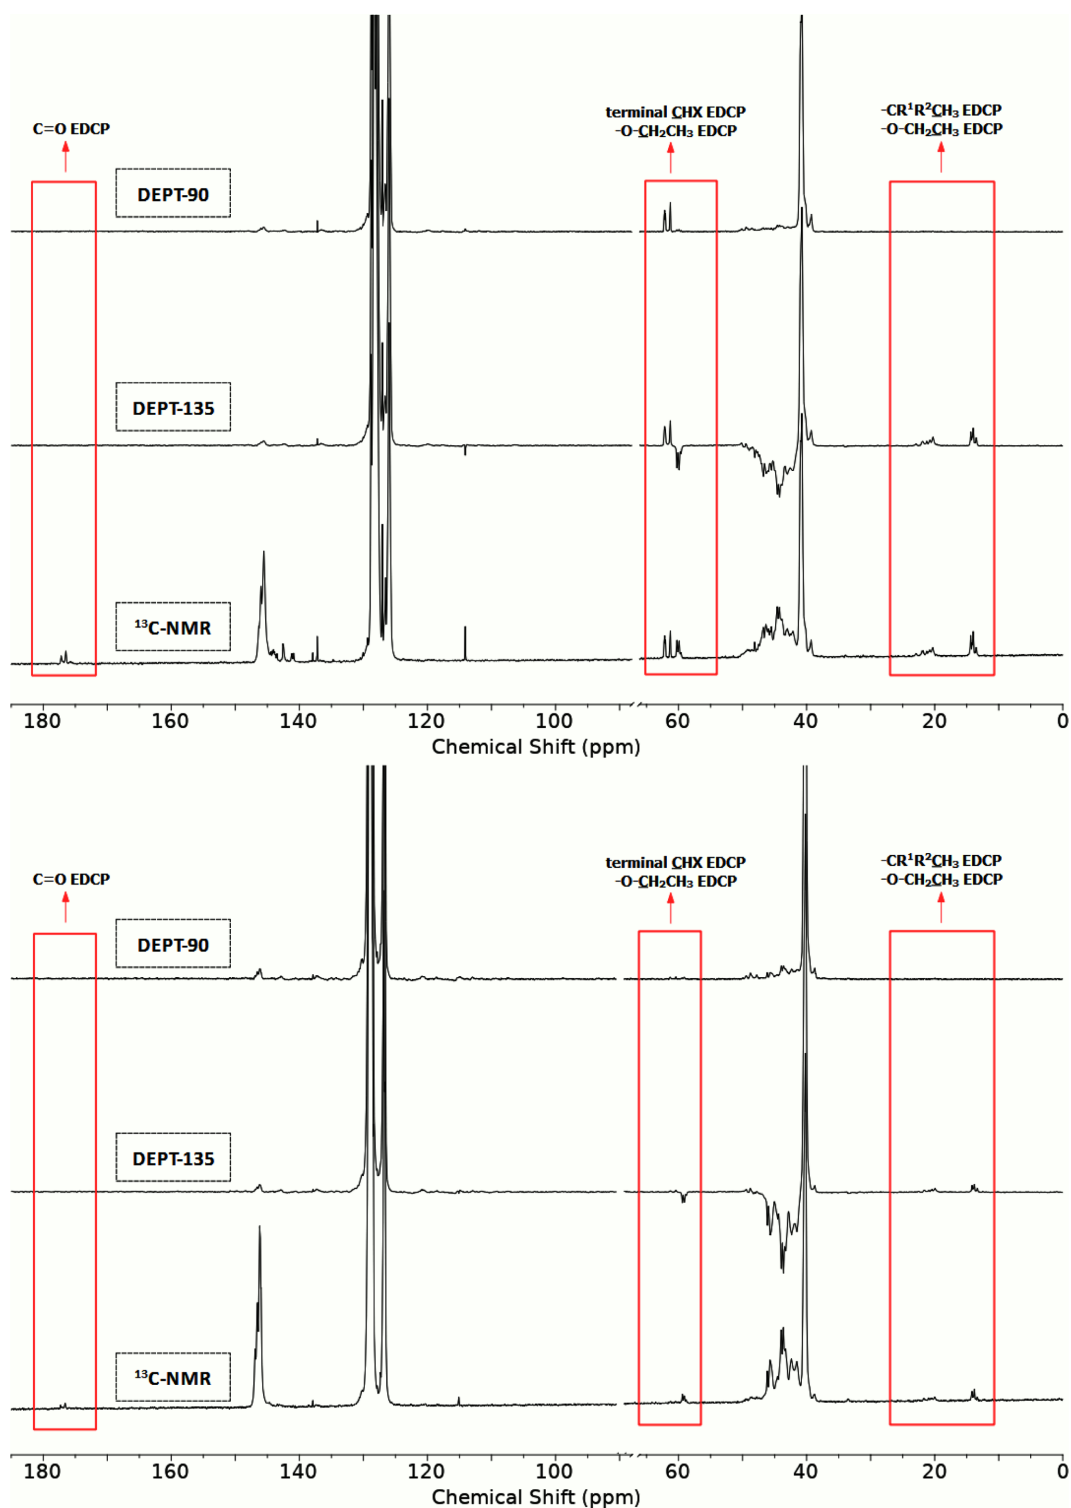 C=O EDCP
terminal CHX EDCP
-O-CH₂CH₃ EDCP
-CR¹R²CH₃ EDCP
-O-CH₂CH₃ EDCP
DEPT-90
DEPT-135
¹³C-NMR
180 160 140 120 100 60 40 20 0
Chemical Shift (ppm)
C=O EDCP
terminal CHX EDCP
-O-CH₂CH₃ EDCP
-CR¹R²CH₃ EDCP
-O-CH₂CH₃ EDCP
DEPT-90
DEPT-135
¹³C-NMR
180 160 140 120 100 60 40 20 0
Chemical Shift (ppm)